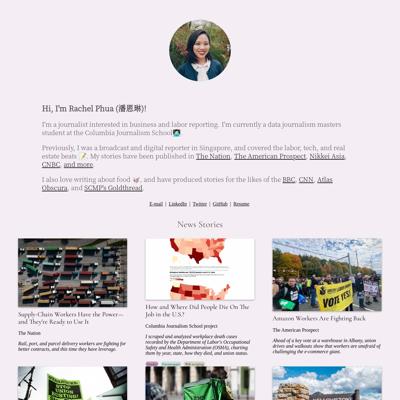 Hi, I'm Rachel Phua (潘恩琳)!
I'm a journalist interested in business and labor reporting. I'm currently a data journalism masters
student at the Columbia Journalism School👩🏻‍💻.
Previously, I was a broadcast and digital reporter in Singapore, and covered the labor, tech, and real
estate beats 📝. My stories have been published in The Nation, The American Prospect, Nikkei Asia,
CNBC, and more.
I also love writing about food 🥡, and have produced stories for the likes of the BBC, CNN, Atlas
Obscura, and SCMP's Goldthread.
E-mail | LinkedIn | Twitter | GitHub | Resume
News Stories
Supply-Chain Workers Have the Power—
and They're Ready to Use It
The Nation
Rail, port, and parcel delivery workers are fighting for
better contracts, and this time they have leverage.
How and Where Did People Die On The
Job in the U.S.?
Columbia Journalism School project
I scraped and analyzed workplace death cases
recorded by the Department of Labor's Occupational
Safety and Health Administration (OSHA), charting
them by year, state, how they died, and union status.
VOTE YES!
Amazon Workers Are Fighting Back
The American Prospect
Ahead of a key vote at a warehouse in Albany, union
drives and walkouts show that workers are unafraid of
challenging the e-commerce giant.